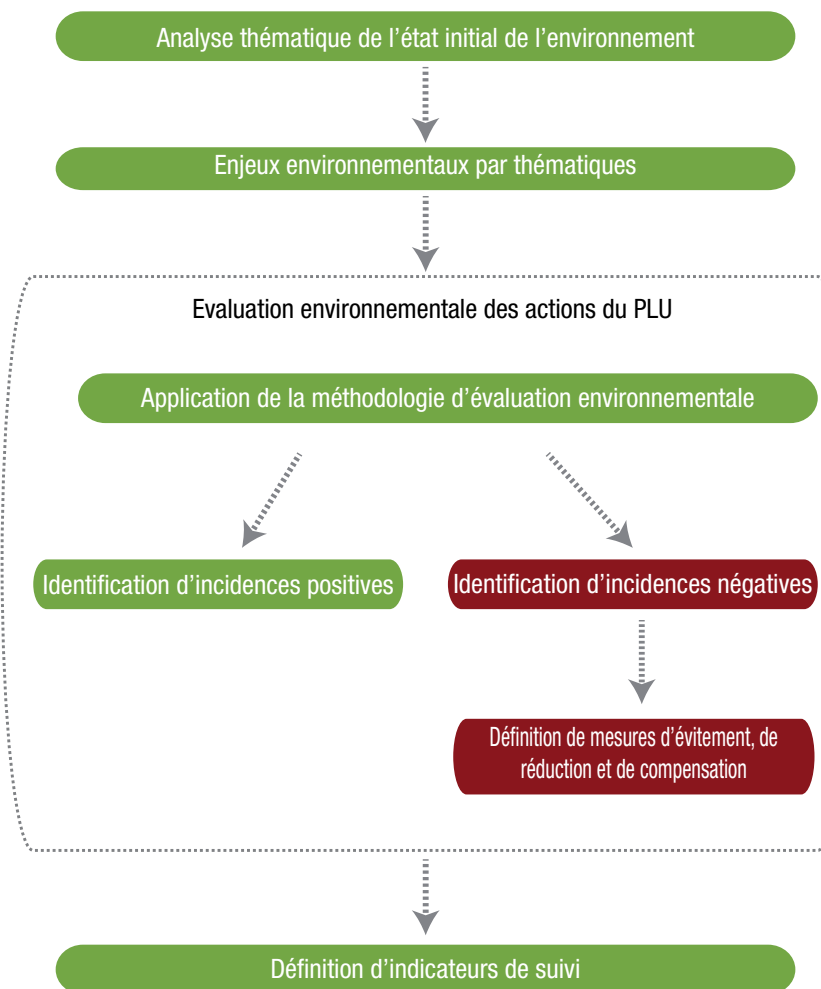 Analyse thématique de l’état initial de l’environnement
Enjeux environnementaux par thématiques
Evaluation environnementale des actions du PLU
Application de la méthodologie d’évaluation environnementale
Identification d’incidences positives
Identification d’incidences négatives
Définition de mesures d’évitement, de
réduction et de compensation
Définition d’indicateurs de suivi